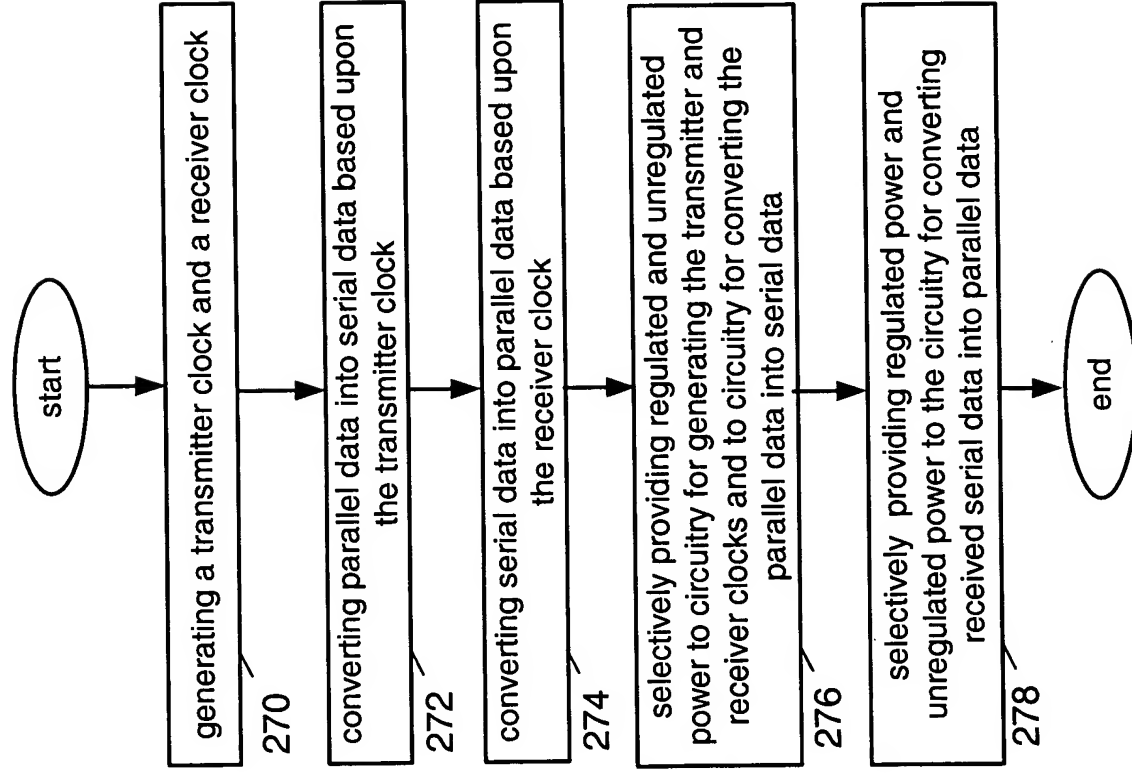 start
generating a transmitter clock and a receiver clock
270
converting parallel data into serial data based upon
the transmitter clock
272
converting serial data into parallel data based upon
the receiver clock
274
selectively providing regulated and unregulated
power to circuitry for generating the transmitter and
receiver clocks and to circuitry for converting the
parallel data into serial data
276
selectively providing regulated power and
unregulated power to the circuitry for converting
received serial data into parallel data
278
end